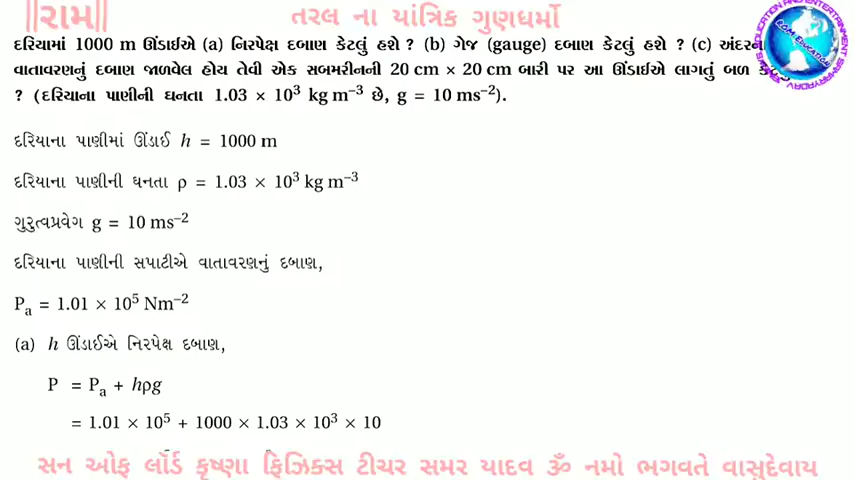 ||રામ|| તરલ ના યાંત્રિક ગુણધર્મો
દરિયામાં 1000 m ઊંડાઈએ (a) નિરપેક્ષ દબાણ કેટલું હશે ? (b) ગેજ (gauge) દબાણ કેટલું હશે ? (c) અંદરના
વાતાવરણનું દબાણ જાળવેલ હોય તેવી એક સબમરીનની 20 cm × 20 cm બારી પર આ ઊંડાઈએ લાગતું બળ
? (દરિયાના પાણીની ઘનતા 1.03 × 10³ kg m⁻³ છે, g = 10 ms⁻²).
દરિયાના પાણીમાં ઊંડાઈ h = 1000 m
દરિયાના પાણીની ઘનતા ρ = 1.03 × 10³ kg m⁻³
ગુરુત્વપ્રવેગ g = 10 ms⁻²
દરિયાના પાણીની સપાટીએ વાતાવરણનું દબાણ,
Pₐ = 1.01 × 10⁵ Nm⁻²
(a) h ઊંડાઈએ નિરપેક્ષ દબાણ,
P = Pₐ + hρg
= 1.01 × 10⁵ + 1000 × 1.03 × 10³ × 10
સન ઓફ લૉર્ડ કૃષ્ણા ફિઝિક્સ ટીચર સમર યાદવ ૐ નમો ભગવતે વાસુદેવાય